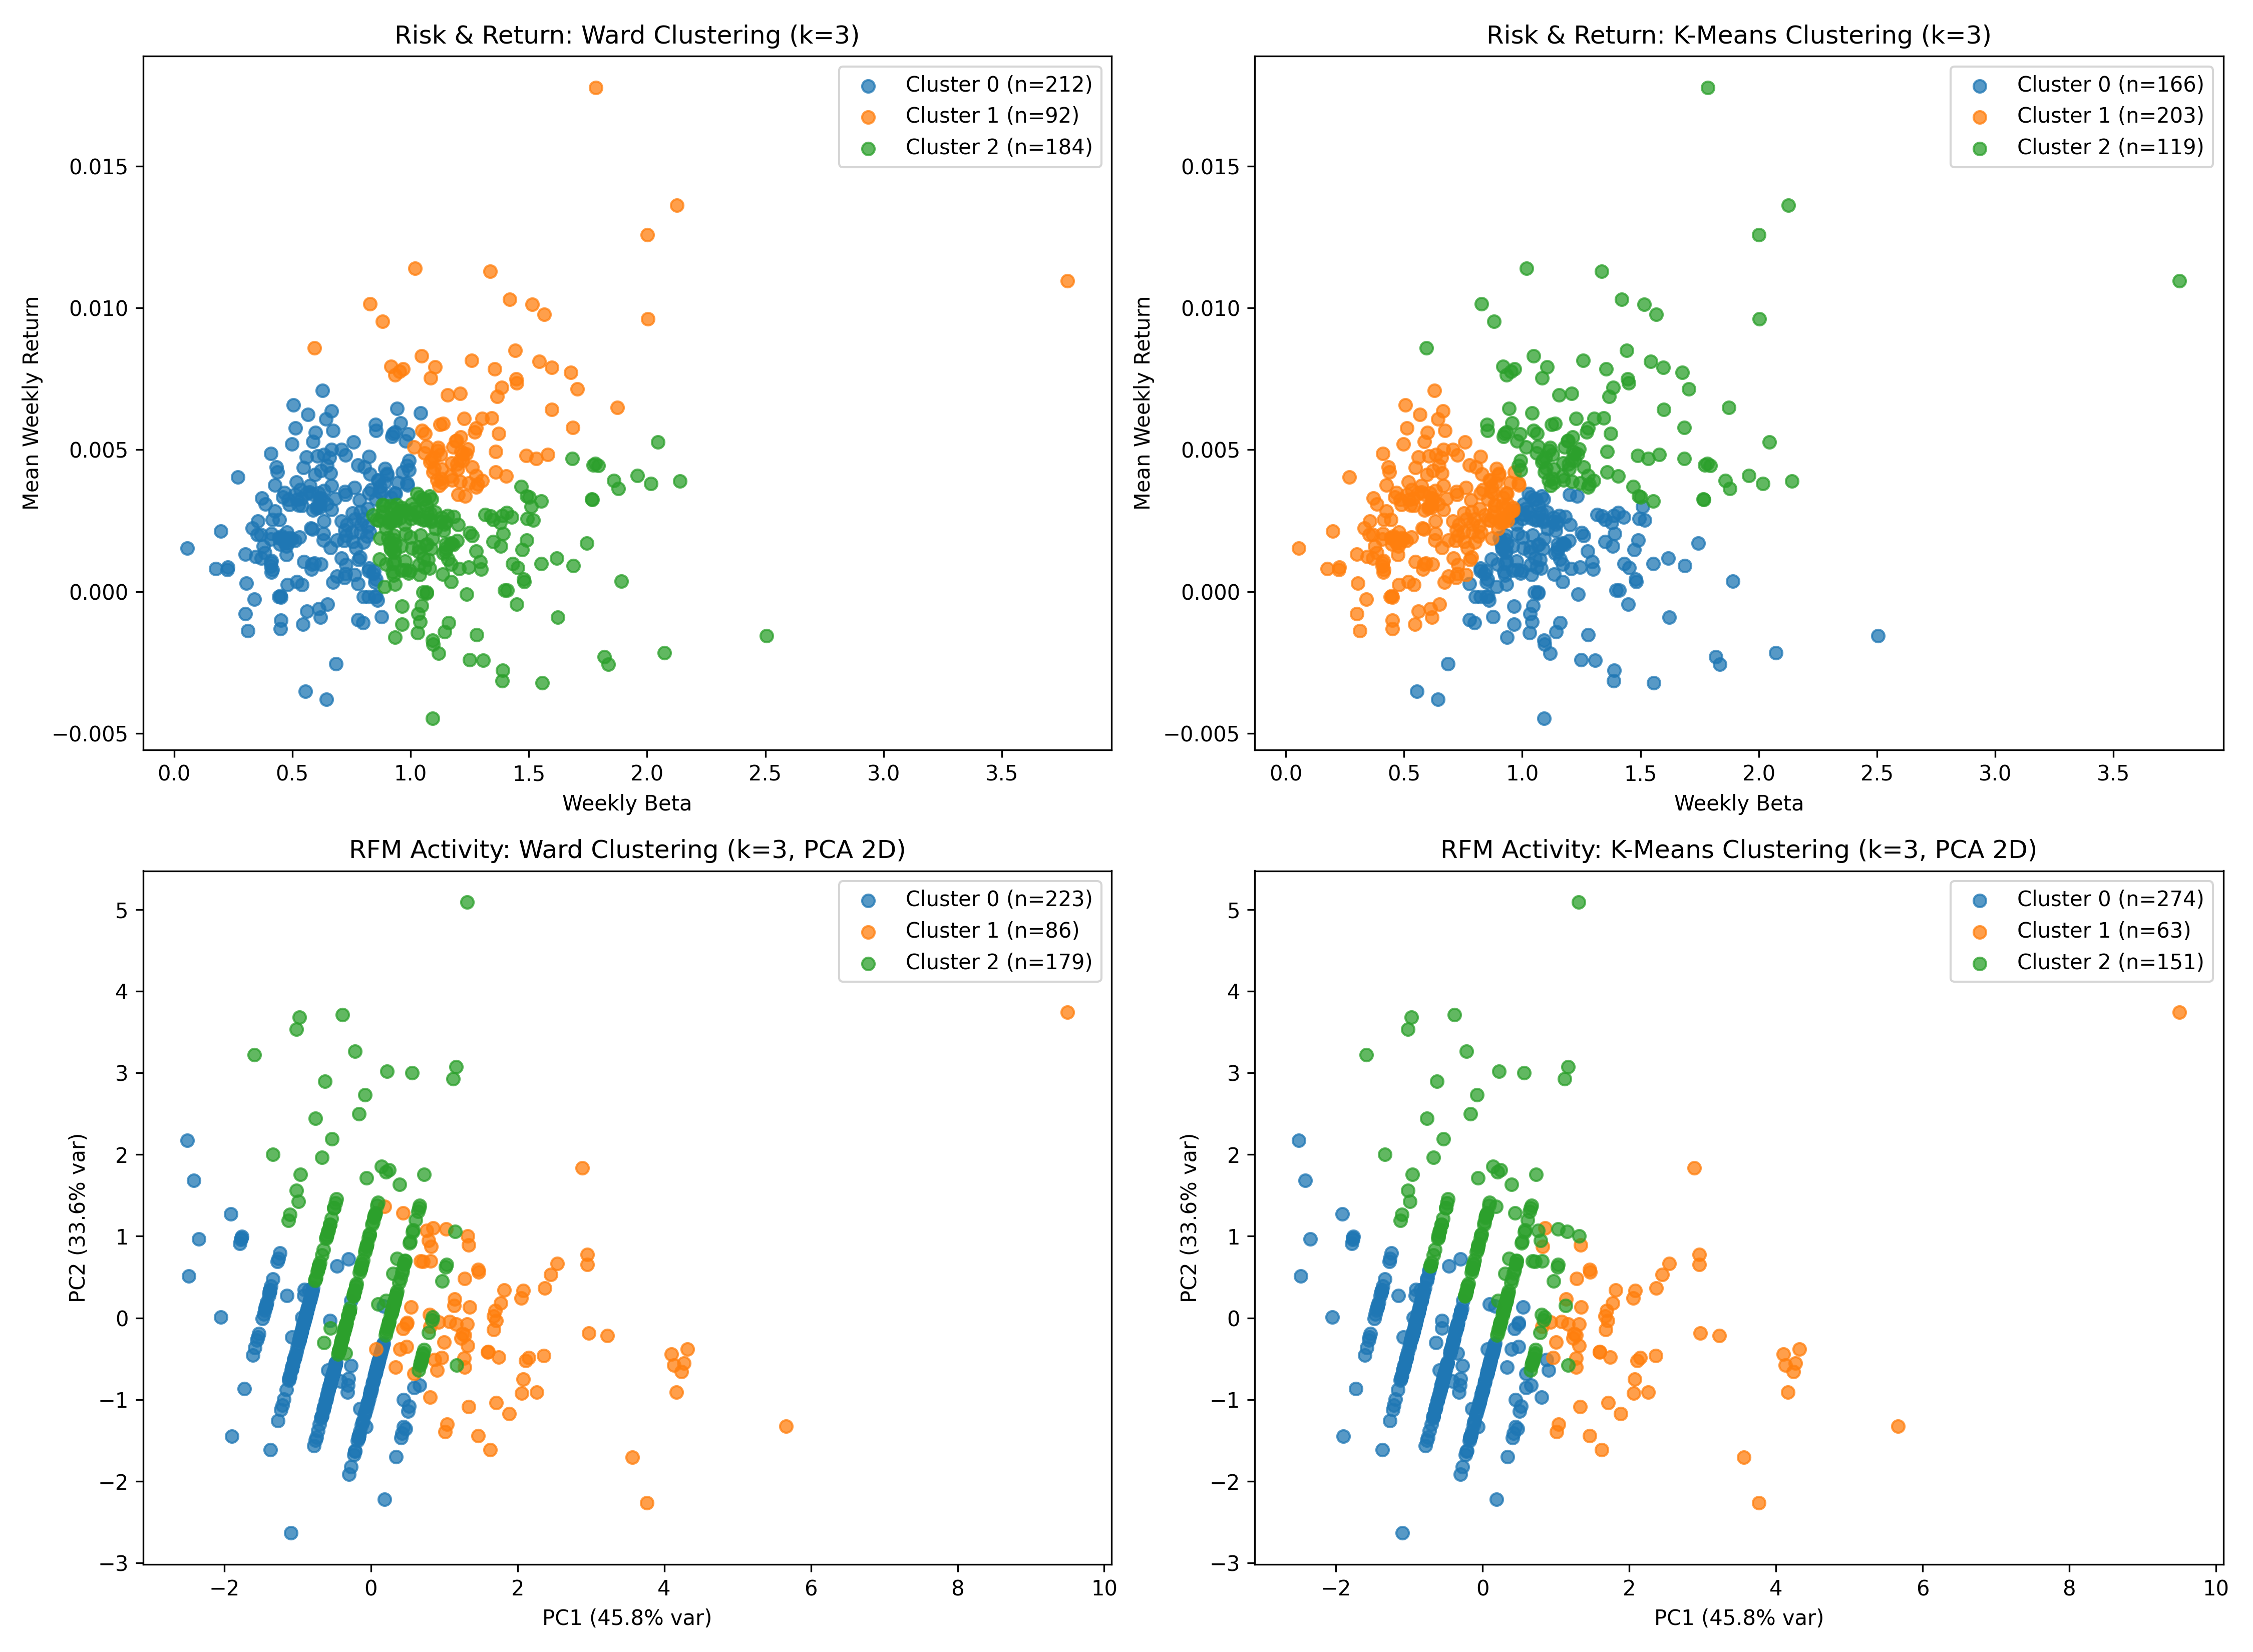 Risk & Return: Ward Clustering (k=3)
Cluster 0 (n=212)
Cluster 1 (n=92)
Cluster 2 (n=184)
Mean Weekly Return
0.015
0.010
0.005
0.000
−0.005
0.0 0.5 1.0 1.5 2.0 2.5 3.0 3.5
Weekly Beta
Risk & Return: K-Means Clustering (k=3)
Cluster 0 (n=166)
Cluster 1 (n=203)
Cluster 2 (n=119)
Mean Weekly Return
0.015
0.010
0.005
0.000
−0.005
0.0 0.5 1.0 1.5 2.0 2.5 3.0 3.5
Weekly Beta
RFM Activity: Ward Clustering (k=3, PCA 2D)
Cluster 0 (n=223)
Cluster 1 (n=86)
Cluster 2 (n=179)
PC2 (33.6% var)
5
4
3
2
1
0
−1
−2
−3
−2 0 2 4 6 8 10
PC1 (45.8% var)
RFM Activity: K-Means Clustering (k=3, PCA 2D)
Cluster 0 (n=274)
Cluster 1 (n=63)
Cluster 2 (n=151)
PC2 (33.6% var)
5
4
3
2
1
0
−1
−2
−3
−2 0 2 4 6 8 10
PC1 (45.8% var)